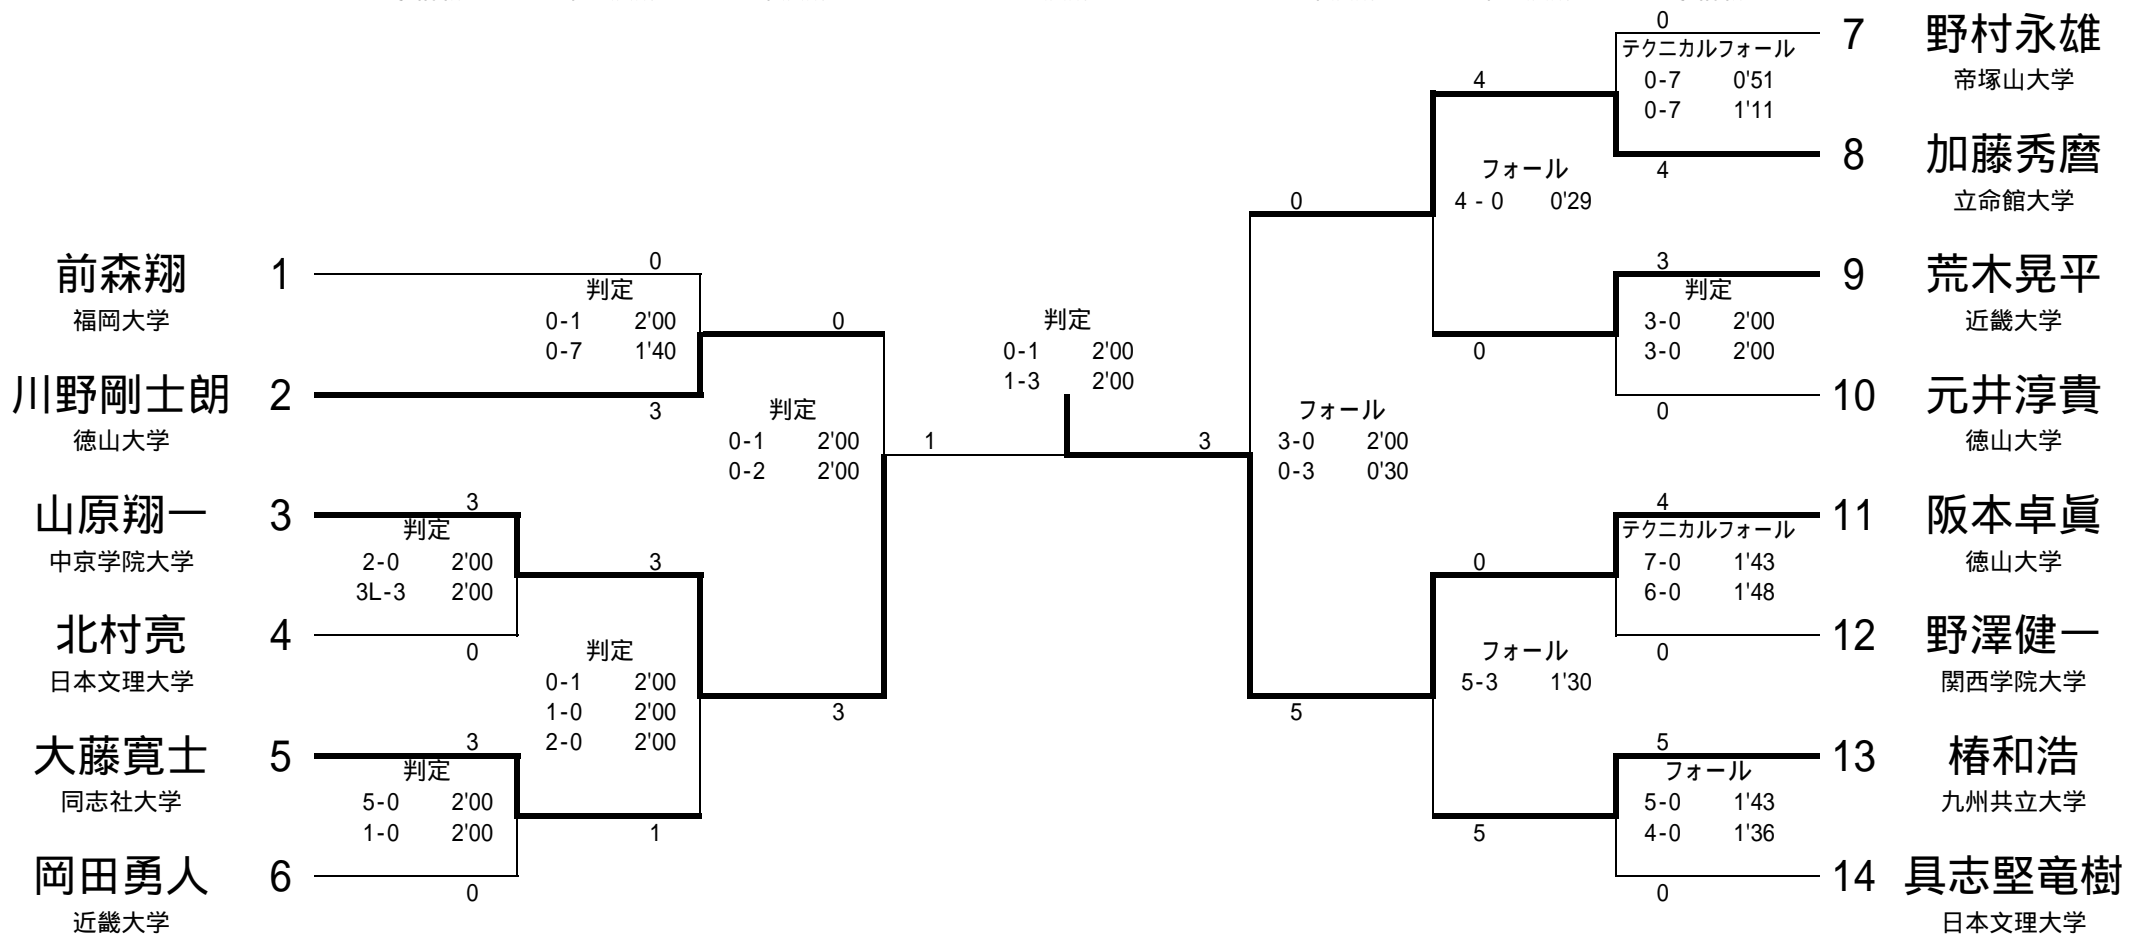 前森翔 1
福岡大学
川野剛士朗 2
徳山大学
山原翔一 3
中京学院大学
北村亮 4
日本文理大学
大藤寛士 5
同志社大学
岡田勇人 6
近畿大学
0
判定
0-1 2'00
0-7 1'40
3
3
判定
2-0 2'00
3L-3 2'00
0
3
判定
5-0 2'00
1-0 2'00
0
3
判定
0-1 2'00
1-0 2'00
2-0 2'00
1
0
判定
0-1 2'00
0-2 2'00
3
1
判定
0-1 2'00
1-3 2'00
3
0
フォール
3-0 2'00
0-3 0'30
5
4
フォール
4 - 0 0'29
0
0
フォール
5-3 1'30
5
0
テクニカルフォール
0-7 0'51
0-7 1'11
4
3
判定
3-0 2'00
3-0 2'00
0
4
テクニカルフォール
7-0 1'43
6-0 1'48
0
5
フォール
5-0 1'43
4-0 1'36
0
7 野村永雄
帝塚山大学
8 加藤秀麿
立命館大学
9 荒木晃平
近畿大学
10 元井淳貴
徳山大学
11 阪本卓眞
徳山大学
12 野澤健一
関西学院大学
13 椿和浩
九州共立大学
14 具志堅竜樹
日本文理大学